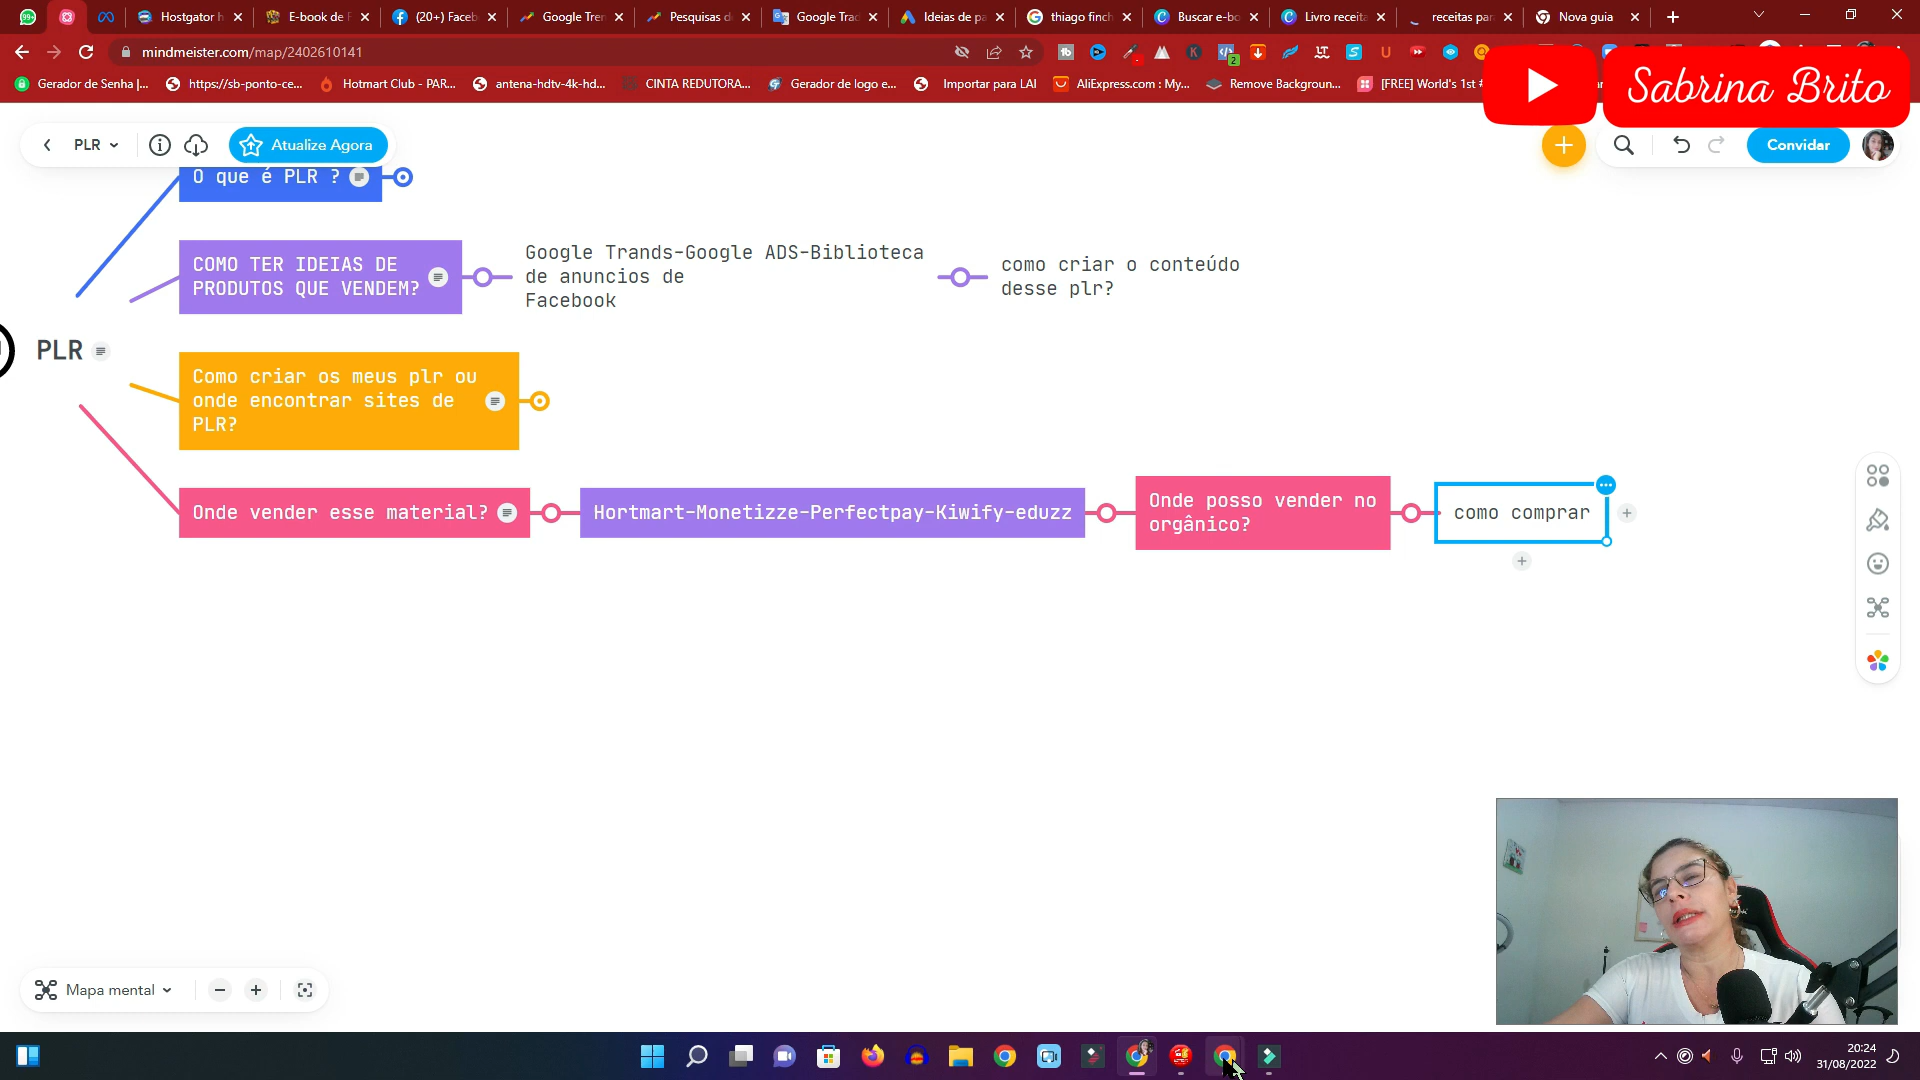 Hostgator h
E-book de F
(20+) Faceb
Google Tren
Pesquisas d
Google Trad
Ideias de pa
thiago finch
Buscar e-bo
Livro receita
receitas para
Nova guia
mindmeister.com/map/2402610141
Gerador de Senha |...
https://sb-ponto-ce...
Hotmart Club - PAR...
antena-hdtv-4k-hd...
CINTA REDUTORA...
Gerador de logo e...
Importar para LAI
AliExpress.com : My...
Remove Backgroun...
[FREE] World's 1st
Sabrina Brito
PLR
Atualize Agora
Convidar
O que é PLR ?
COMO TER IDEIAS DE
PRODUTOS QUE VENDEM?
Google Trands-Google ADS-Biblioteca
de anuncios de
Facebook
como criar o conteúdo
desse plr?
PLR
Como criar os meus plr ou
onde encontrar sites de
PLR?
Onde vender esse material?
Hortmart-Monetizze-Perfectpay-Kiwify-eduzz
Onde posso vender no
orgânico?
como comprar
Mapa mental
20:24
31/08/2022